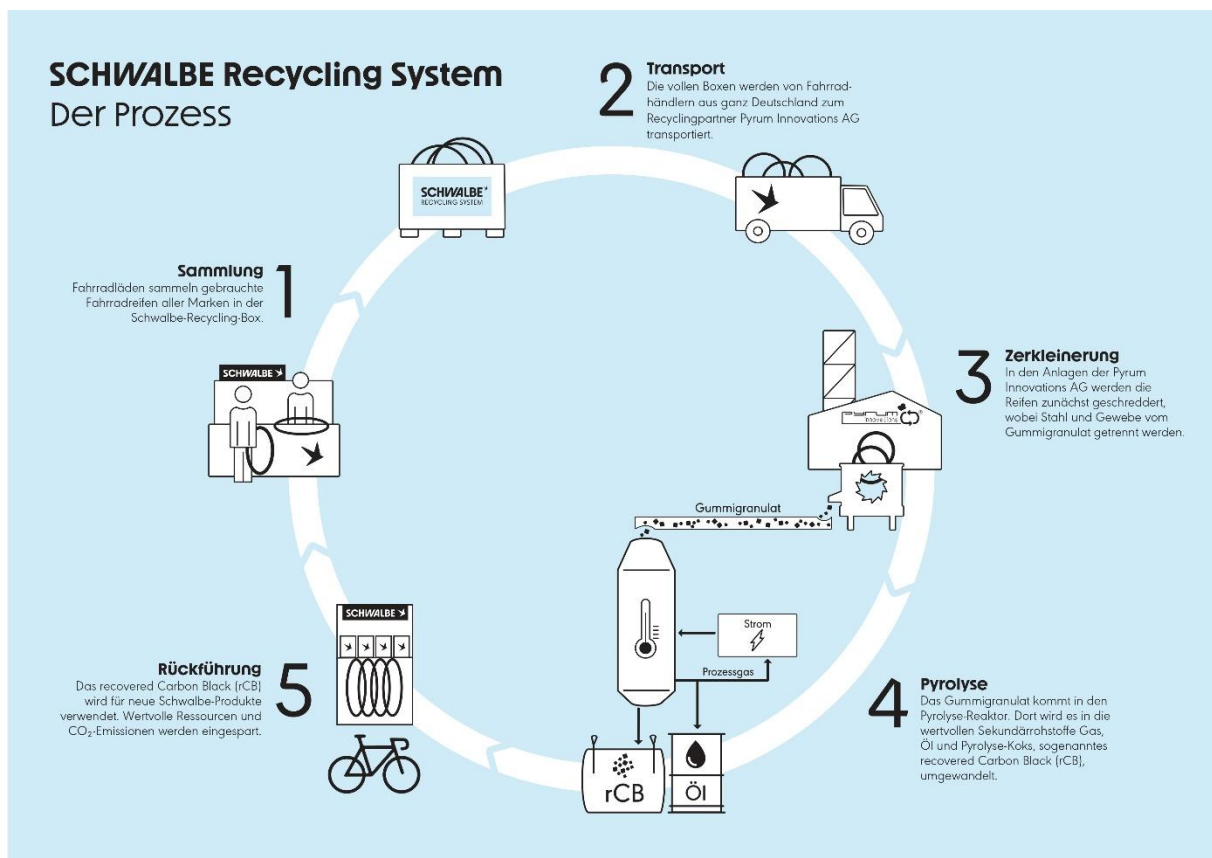 SCHWALBE Recycling System
Der Prozess
1
Sammlung
Fahrradläden sammeln gebrauchte
Fahrradreifen aller Marken in der
Schwalbe-Recycling-Box.
SCHWALBE
SCHWALBE
RECYCLING SYSTEM
2
Transport
Die vollen Boxen werden von Fahrrad-
händlern aus ganz Deutschland zum
Recyclingpartner Pyrum Innovations AG
transportiert.
3
Zerkleinerung
In den Anlagen der Pyrum
Innovations AG werden die
Reifen zunächst geschreddert,
wobei Stahl und Gewebe vom
Gummigranulat getrennt werden.
pyrum
innovations
Gummigranulat
Strom
Prozessgas
rCB
Öl
4
Pyrolyse
Das Gummigranulat kommt in den
Pyrolyse-Reaktor. Dort wird es in die
wertvollen Sekundärrohstoffe Gas,
Öl und Pyrolyse-Koks, sogenanntes
recovered Carbon Black (rCB),
umgewandelt.
5
Rückführung
Das recovered Carbon Black (rCB)
wird für neue Schwalbe-Produkte
verwendet. Wertvolle Ressourcen und
CO₂-Emissionen werden eingespart.
SCHWALBE